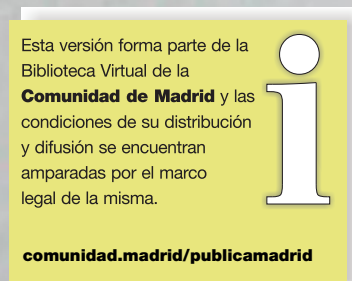 Esta versión forma parte de la
Biblioteca Virtual de la
Comunidad de Madrid y las
condiciones de su distribución
y difusión se encuentran
amparadas por el marco
legal de la misma.
comunidad.madrid/publicamadrid